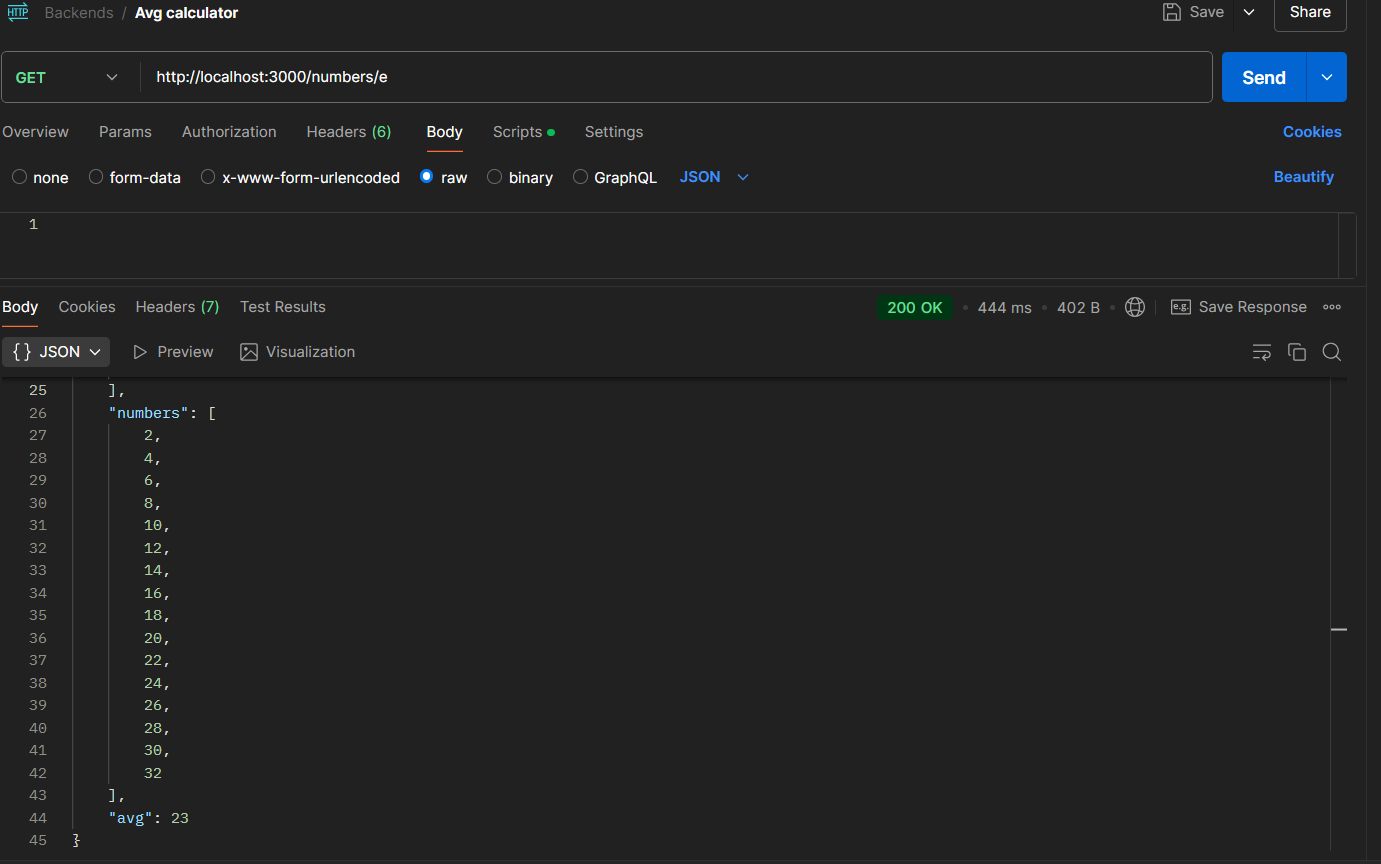 HTTP Backends / Avg calculator Save Share
GET http://localhost:3000/numbers/e Send
Overview Params Authorization Headers (6) Body Scripts Settings Cookies
none form-data x-www-form-urlencoded raw binary GraphQL JSON Beautify
1
Body Cookies Headers (7) Test Results 200 OK 444 ms 402 B e.g. Save Response
{} JSON Preview Visualization
25 ],
26 "numbers": [
27 2,
28 4,
29 6,
30 8,
31 10,
32 12,
33 14,
34 16,
35 18,
36 20,
37 22,
38 24,
39 26,
40 28,
41 30,
42 32
43 ],
44 "avg": 23
45 }